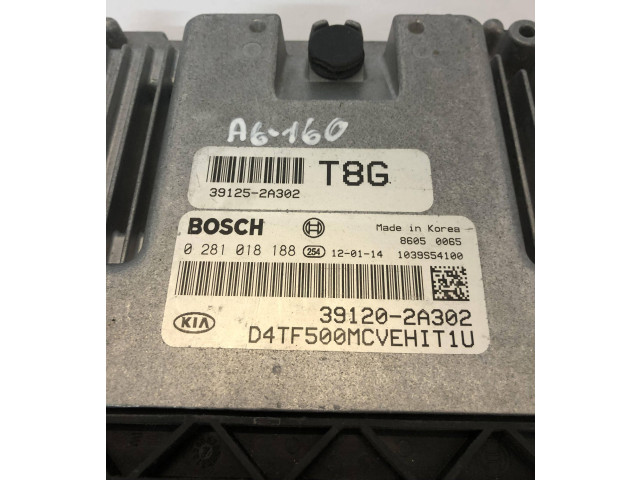 A6-160
T8G
39125-2A302
BOSCH
Made in Korea
8605 0065
0 281 018 188 254 12-01-14 1039S54100
39120-2A302
KIA
D4TF500MCVEHIT1U